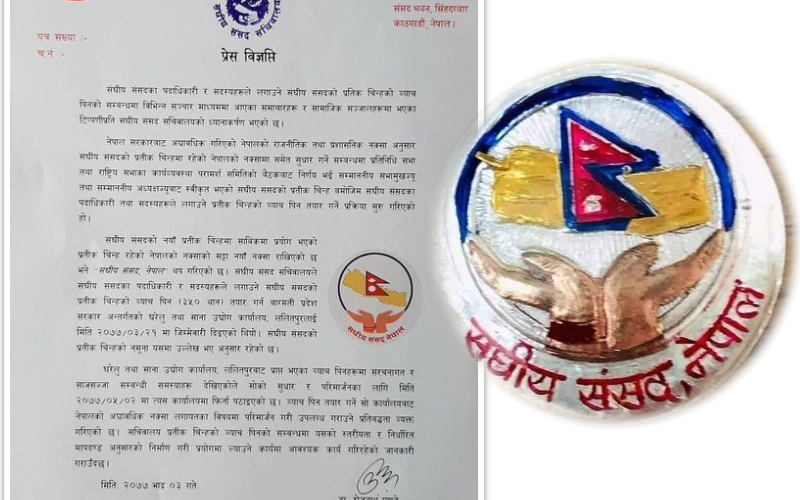 संघीय संसद सचिवालय
संसद भवन, सिंहदरवार
काठमाडौं, नेपाल ।
पत्र संख्या :-
च.नं :-
प्रेस विज्ञप्ति
संघीय संसदका पदाधिकारी र सदस्यहरूले लगाउने संघीय संसदको प्रतिक चिन्हको ब्याच
पिनको सम्बन्धमा विभिन्न सञ्चार माध्यममा आएका समाचारहरू र सामाजिक सञ्जालहरूमा भएका
टिप्पणीप्रति संघीय संसद सचिवालयको ध्यानाकर्षण भएको छ ।
नेपाल सरकारबाट अद्यावधिक गरिएको नेपालको राजनीतिक तथा प्रशासनिक नक्सा अनुसार
संघीय संसदको प्रतीक चिन्हमा रहेको नेपालको नक्सामा समेत सुधार गर्ने सम्बन्धमा प्रतिनिधि सभा
तथा राष्ट्रिय सभाका कार्यव्यवस्था परामर्श समितिको बैठकबाट निर्णय भई सम्माननीय सभामुखज्यू
तथा सम्माननीय अध्यक्षज्यूबाट स्वीकृत भएको संघीय संसदको प्रतीक चिन्ह बमोजिम संघीय संसदका
पदाधिकारी तथा सदस्यहरूले लगाउने प्रतीक चिन्हको ब्याच पिन तयार गर्ने प्रक्रिया सुरू गरिएको
हो ।
संघीय संसदको नयाँ प्रतीक चिन्हमा साविकमा प्रयोग भएको
प्रतीक चिन्ह रहेको नेपालको नक्साको सट्टा नयाँ नक्सा राखिएको छ
भने "संघीय संसद, नेपाल" थप गरिएको छ । संघीय संसद सचिवालयले
संघीय संसदका पदाधिकारी र सदस्यहरूले लगाउने संघीय संसदको
प्रतीक चिन्हको ब्याच पिन (३५० थान) तयार गर्न बागमती प्रदेश
सरकार अन्तर्गतको घरेलु तथा साना उद्योग कार्यालय, ललितपुरलाई
मिति २०७७/०३/२१ मा जिम्मेवारी दिइएको थियो । संघीय संसदको
प्रतीक चिन्हको नमूना यसमा उल्लेख भए अनुसार रहेको छ ।
संघीय संसद नेपाल
घरेलु तथा साना उद्योग कार्यालय, ललितपुरबाट प्राप्त भएका ब्याच पिनहरूमा संरचनागत र
साजसज्जा सम्बन्धी समस्याहरू देखिएकोले सोको सुधार र परिमार्जनका लागि मिति
२०७७/०५/०२ मा त्यस कार्यालयमा फिर्ता पठाइएको छ । ब्याच पिन तयार गर्ने सो कार्यालयबाट
नेपालको अद्यावधिक नक्सा लगायतका विषयमा परिमार्जन गरी उपलब्ध गराउने प्रतिवद्धता व्यक्त
गरिएको छ । सचिवालय प्रतीक चिन्हको ब्याच पिनको सम्बन्धमा यसको स्तरीयता र निर्धारित
मापदण्ड अनुसारको निर्माण गरी प्रयोगमा ल्याउने कार्यमा आवश्यक कार्य गरिरहेको जानकारी
गराउँदछ ।
मिति: २०७७ भाद्र ०३ गते
संघीय संसद, नेपाल